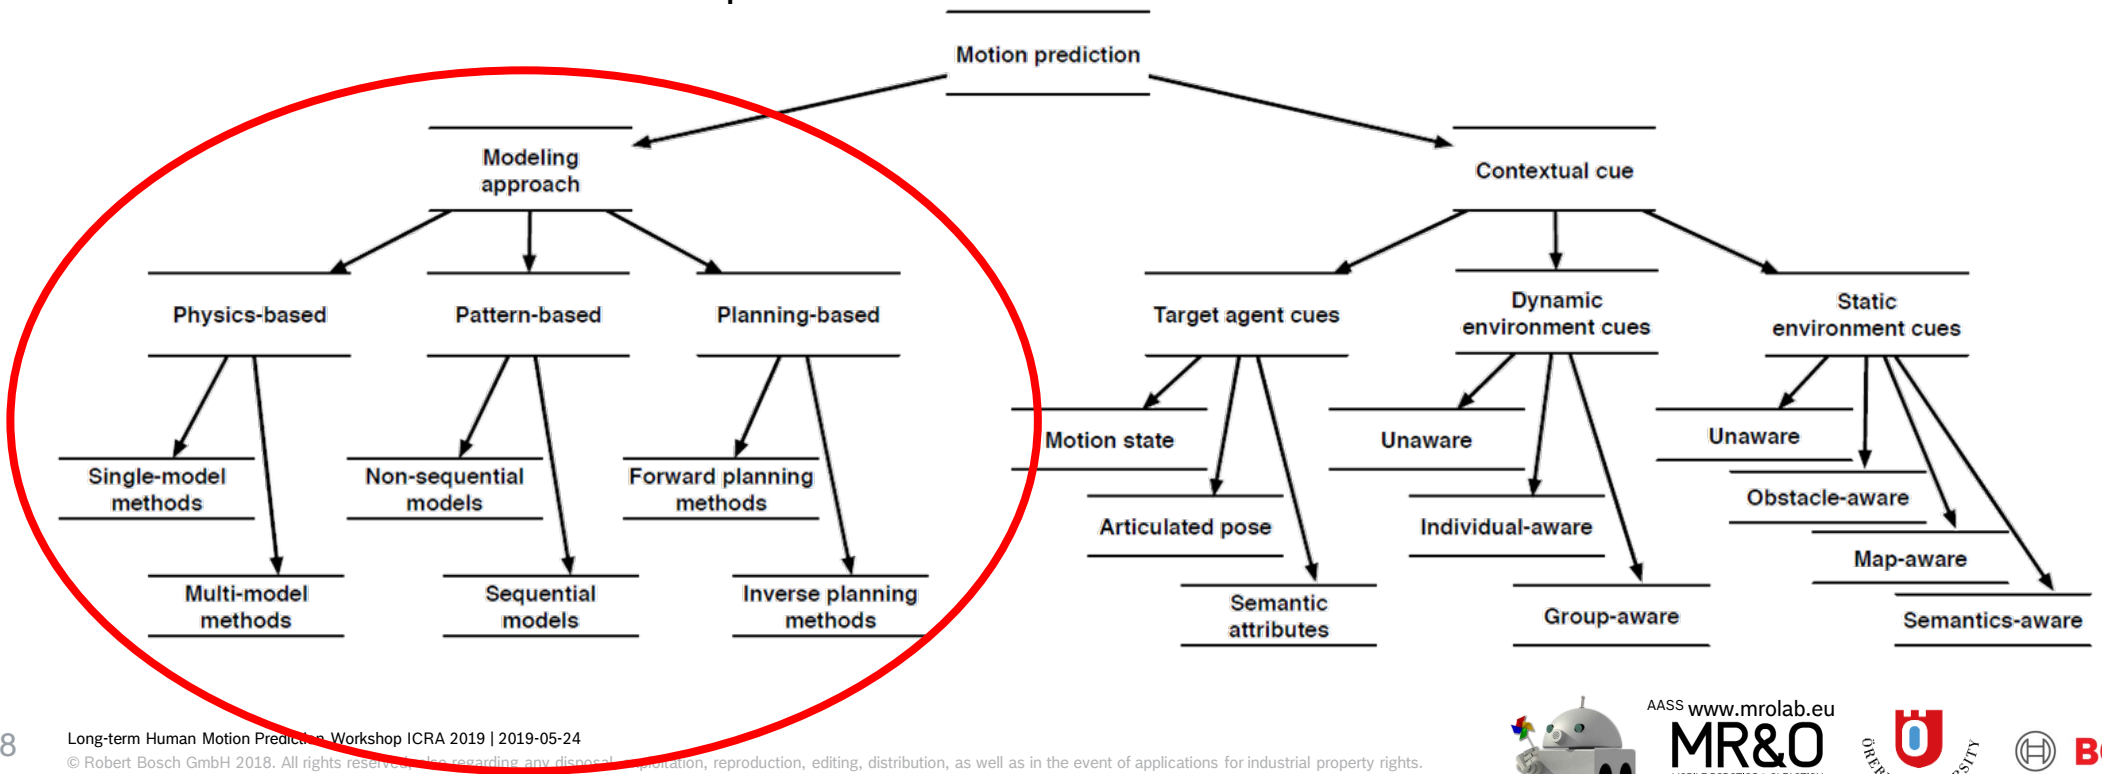 Motion prediction
Modeling
approach
Contextual cue
Physics-based
Pattern-based
Planning-based
Target agent cues
Dynamic
environment cues
Static
environment cues
Single-model
methods
Non-sequential
models
Forward planning
methods
Motion state
Unaware
Unaware
Obstacle-aware
Articulated pose
Individual-aware
Map-aware
Multi-model
methods
Sequential
models
Inverse planning
methods
Semantic
attributes
Group-aware
Semantics-aware
8
Long-term Human Motion Prediction Workshop ICRA 2019 | 2019-05-24
© Robert Bosch GmbH 2018. All rights reserved, also regarding any disposal, exploitation, reproduction, editing, distribution, as well as in the event of applications for industrial property rights.
AASS www.mrolab.eu
MR&O